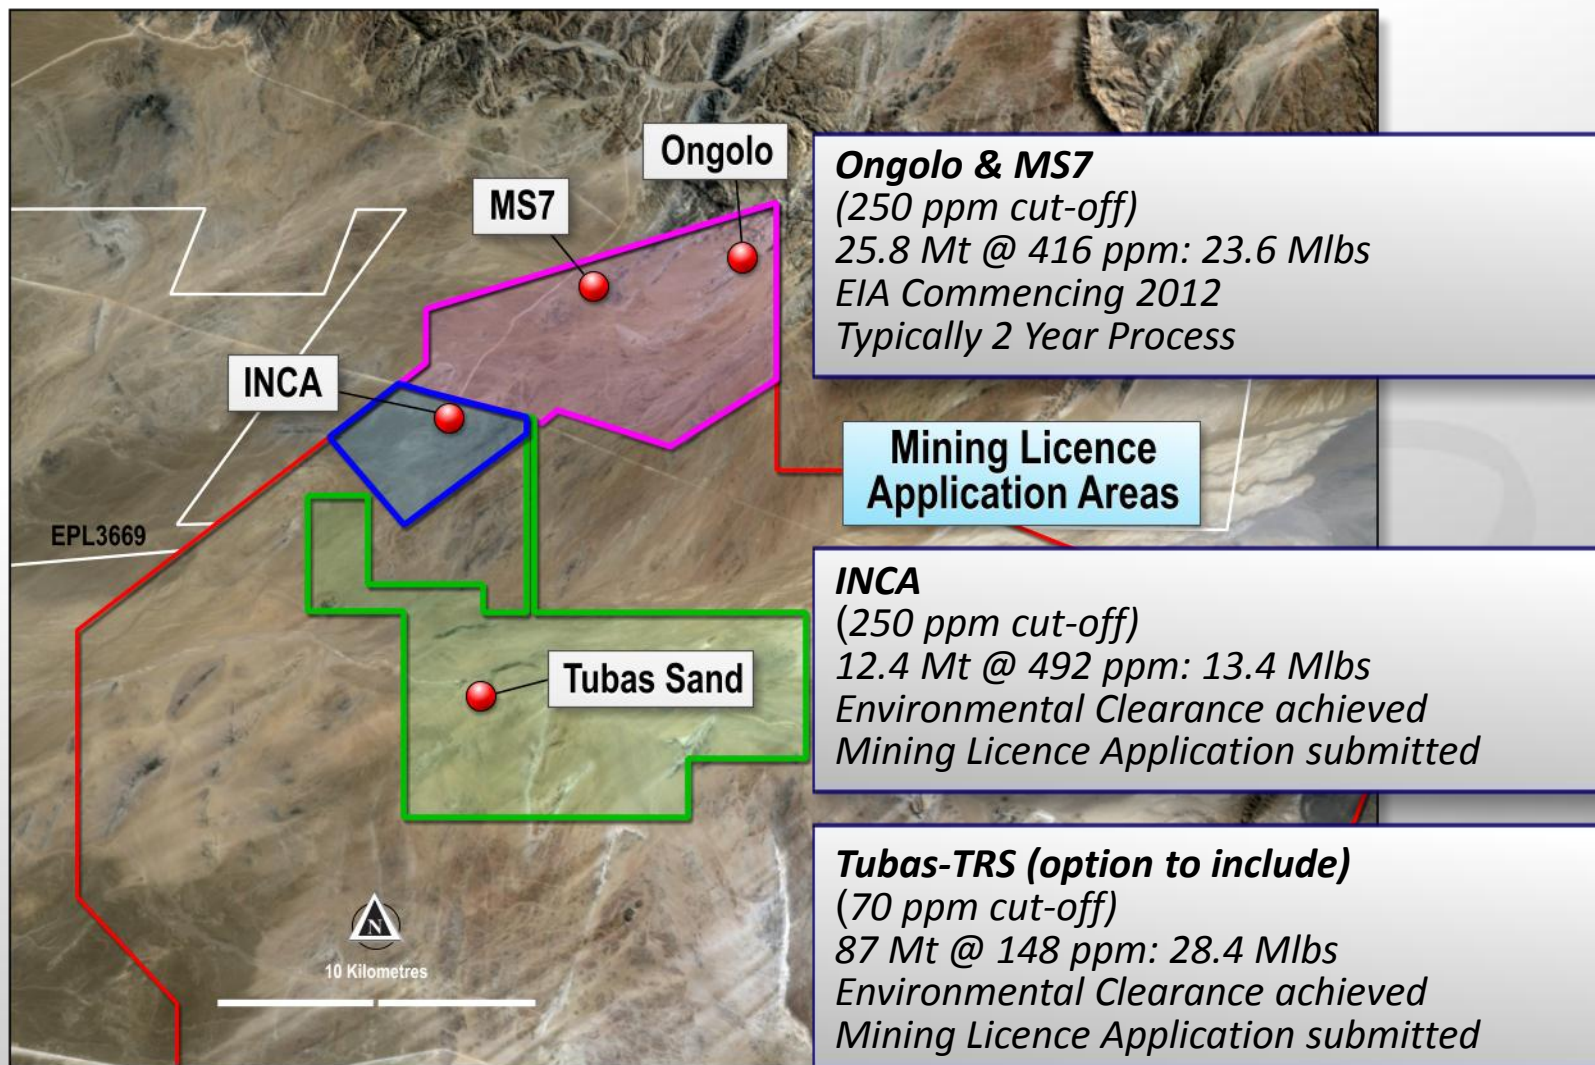 Ongolo
MS7
INCA
EPL3669
Tubas Sand
N
10 Kilometres
Ongolo & MS7
(250 ppm cut-off)
25.8 Mt @ 416 ppm: 23.6 Mlbs
EIA Commencing 2012
Typically 2 Year Process
Mining Licence
Application Areas
INCA
(250 ppm cut-off)
12.4 Mt @ 492 ppm: 13.4 Mlbs
Environmental Clearance achieved
Mining Licence Application submitted
Tubas-TRS (option to include)
(70 ppm cut-off)
87 Mt @ 148 ppm: 28.4 Mlbs
Environmental Clearance achieved
Mining Licence Application submitted